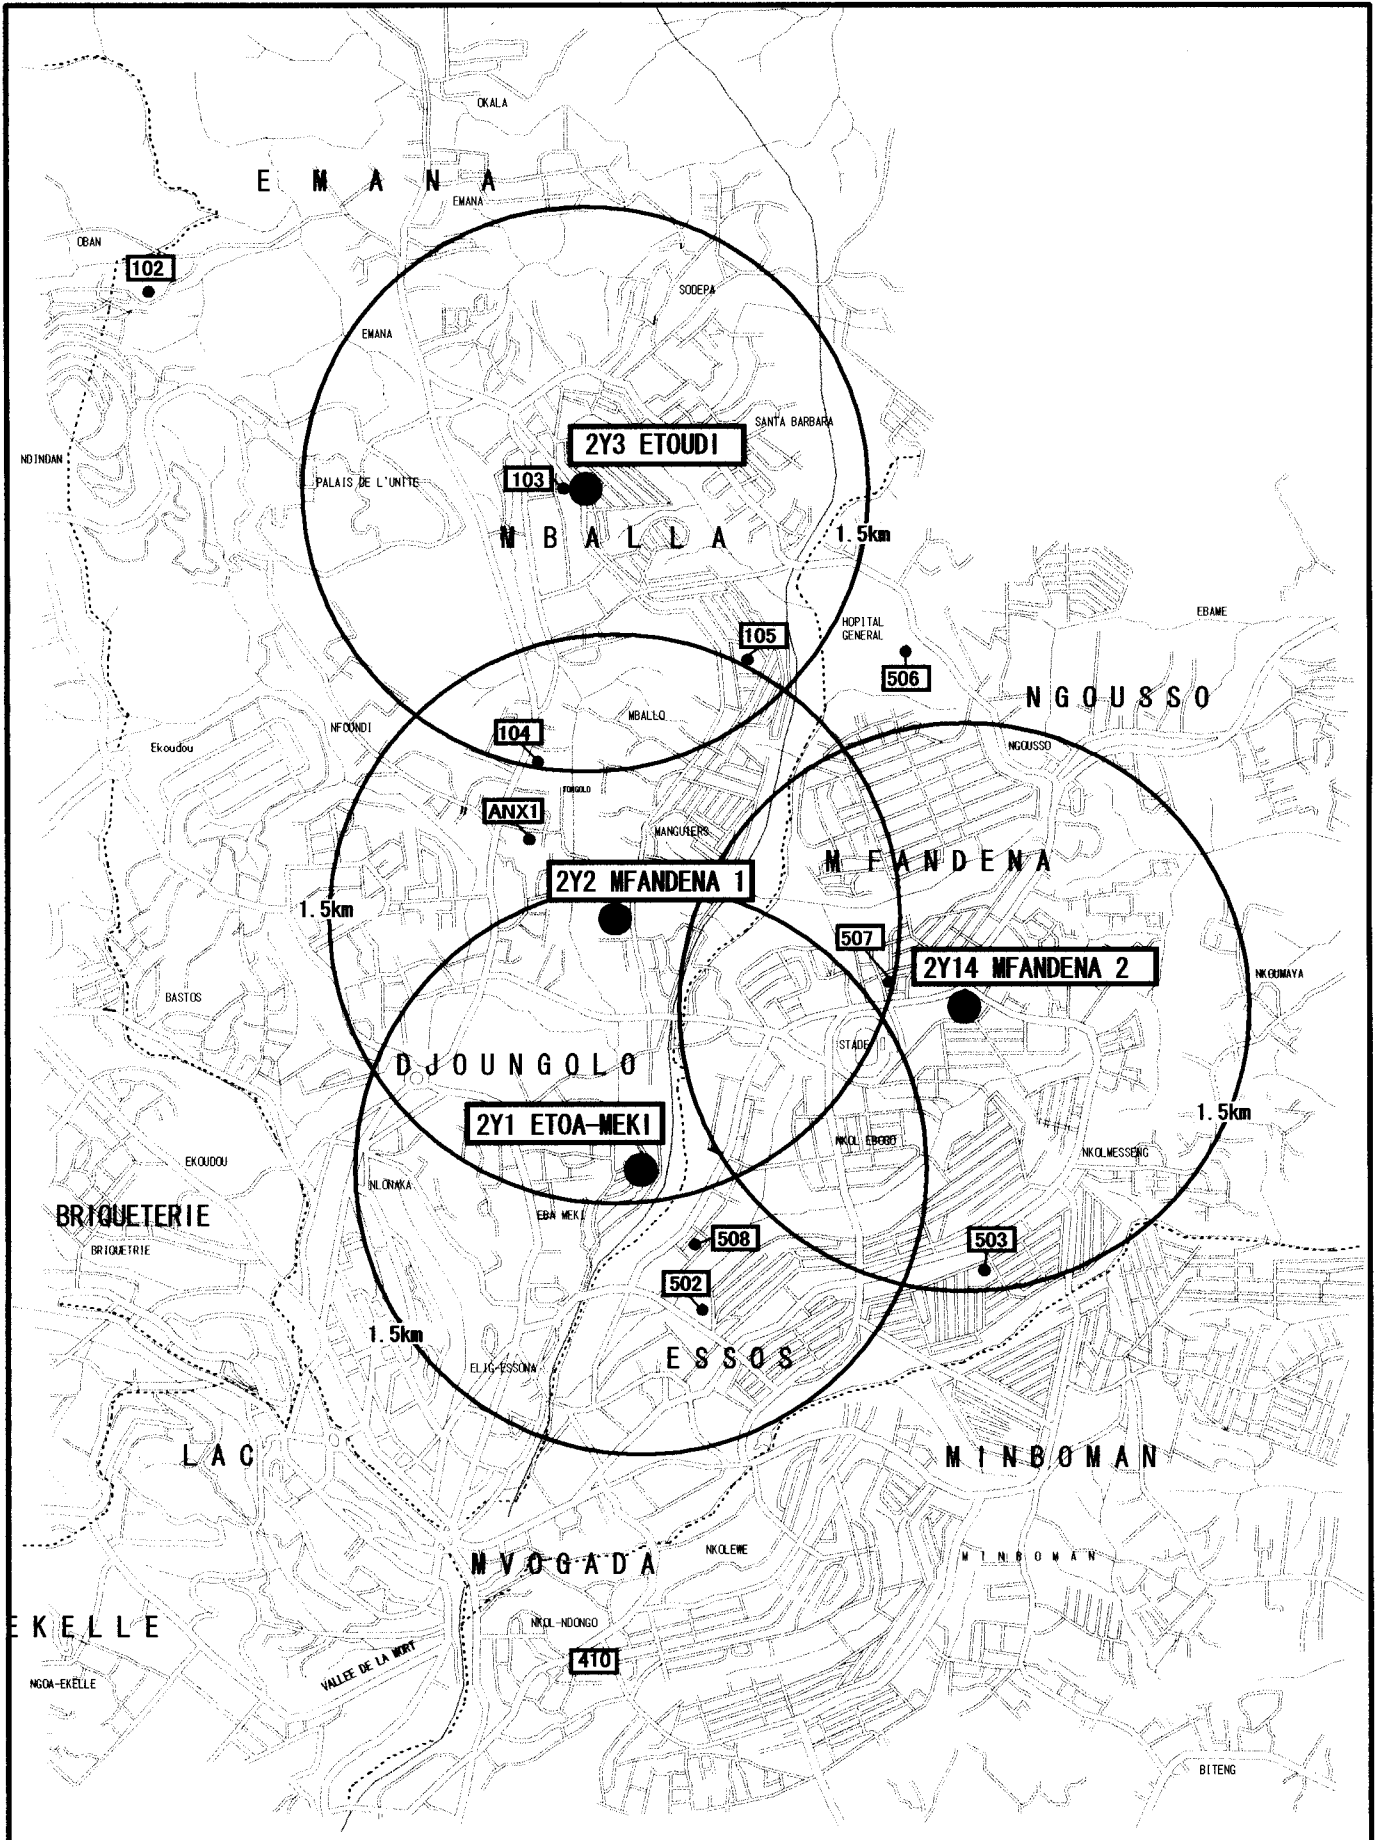 OKALA
E M A N A
EMANA
OBAN
102
SODEPA
EMANA
SANTA BARBARA
2Y3 ETOUDI
NDINDAN
PALAIS DE L'UNITE
103
M B A L L A
1.5km
EBAME
HOPITAL
GENERAL
105
506
N G O U S S O
MBALLO
NFOUNDI
104
Ekoudou
NGOUSSO
TONGOLO
ANX1
MANGUIERS
M F A N D E N A
2Y2 MFANDENA 1
1.5km
507
2Y14 MFANDENA 2
NKOUMAYA
BASTOS
STADE
D J O U N G O L O
1.5km
2Y1 ETOA-MEKI
NKOL EBOGO
NKOLMESSENG
EKOUDOU
NLONAKA
BRIQUETERIE
EBA MEKI
BRIQUETRIE
508
503
502
1.5km
E S S O S
ELIG-ESSONA
L A C
M I N B O M A N
M V O G A D A
NKOLEWE
M I N B O M A N
E K E L L E
NKOL-NDONGO
410
VALLEE DE LA MORT
NGOA-EKELLE
BITENG